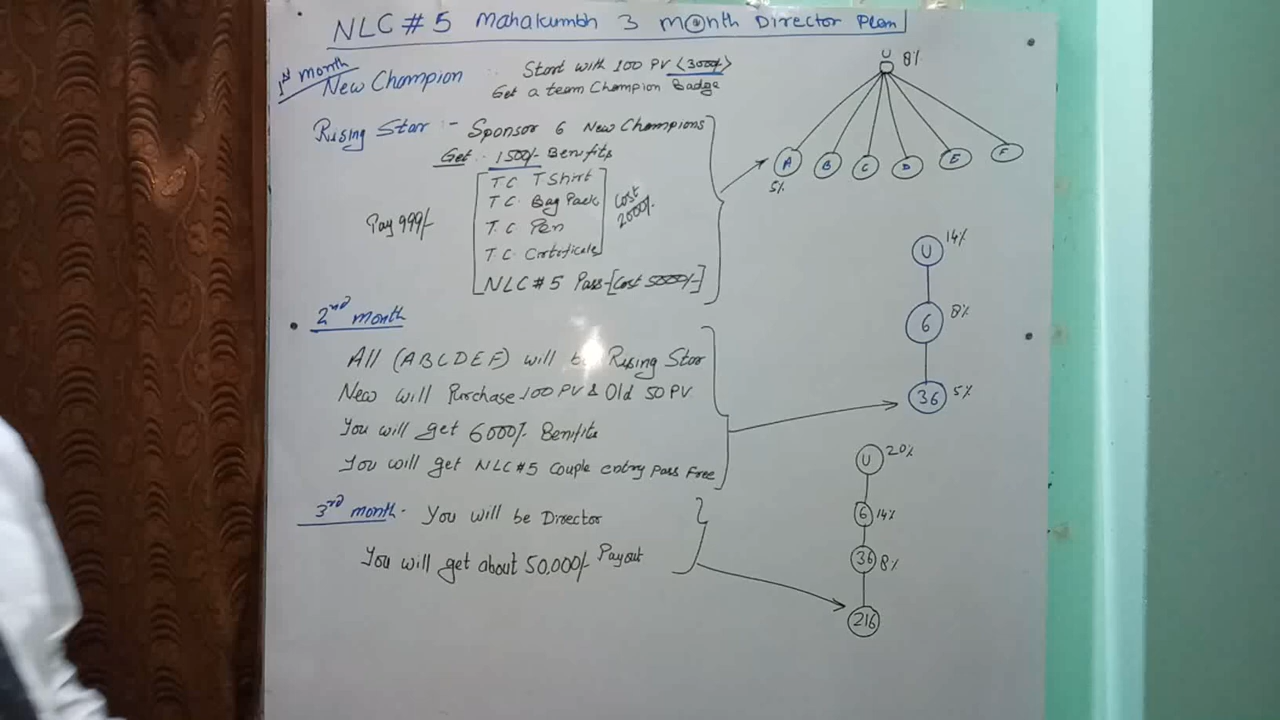 NLC # 5 Mahakumbh 3 month Director Plan
1st month
New Champion
Start with 100 PV (3000/-)
Get a team Champion Badge
Rising Star :- Sponsor 6 New Champions
Get 1500/- Benifits
T.C. T Shirt
T.C. Bag Pack
T.C. Pen
T.C. Certificate
NLC # 5 Pass-[Cost 5000/-]
Pay 999/-
Cost 2000/-
2nd month
All (ABCDEF) will be Rising Star
New will Purchase 100 PV & Old 50 PV
You will get 6000/- Benifits
You will get NLC#5 Couple entry Pass Free
3rd month - You will be Director
You will get about 50,000/- Payout
U 8%
A B C D E F
5%
U 14%
6 8%
36 5%
U 20%
6 14%
36 8%
216